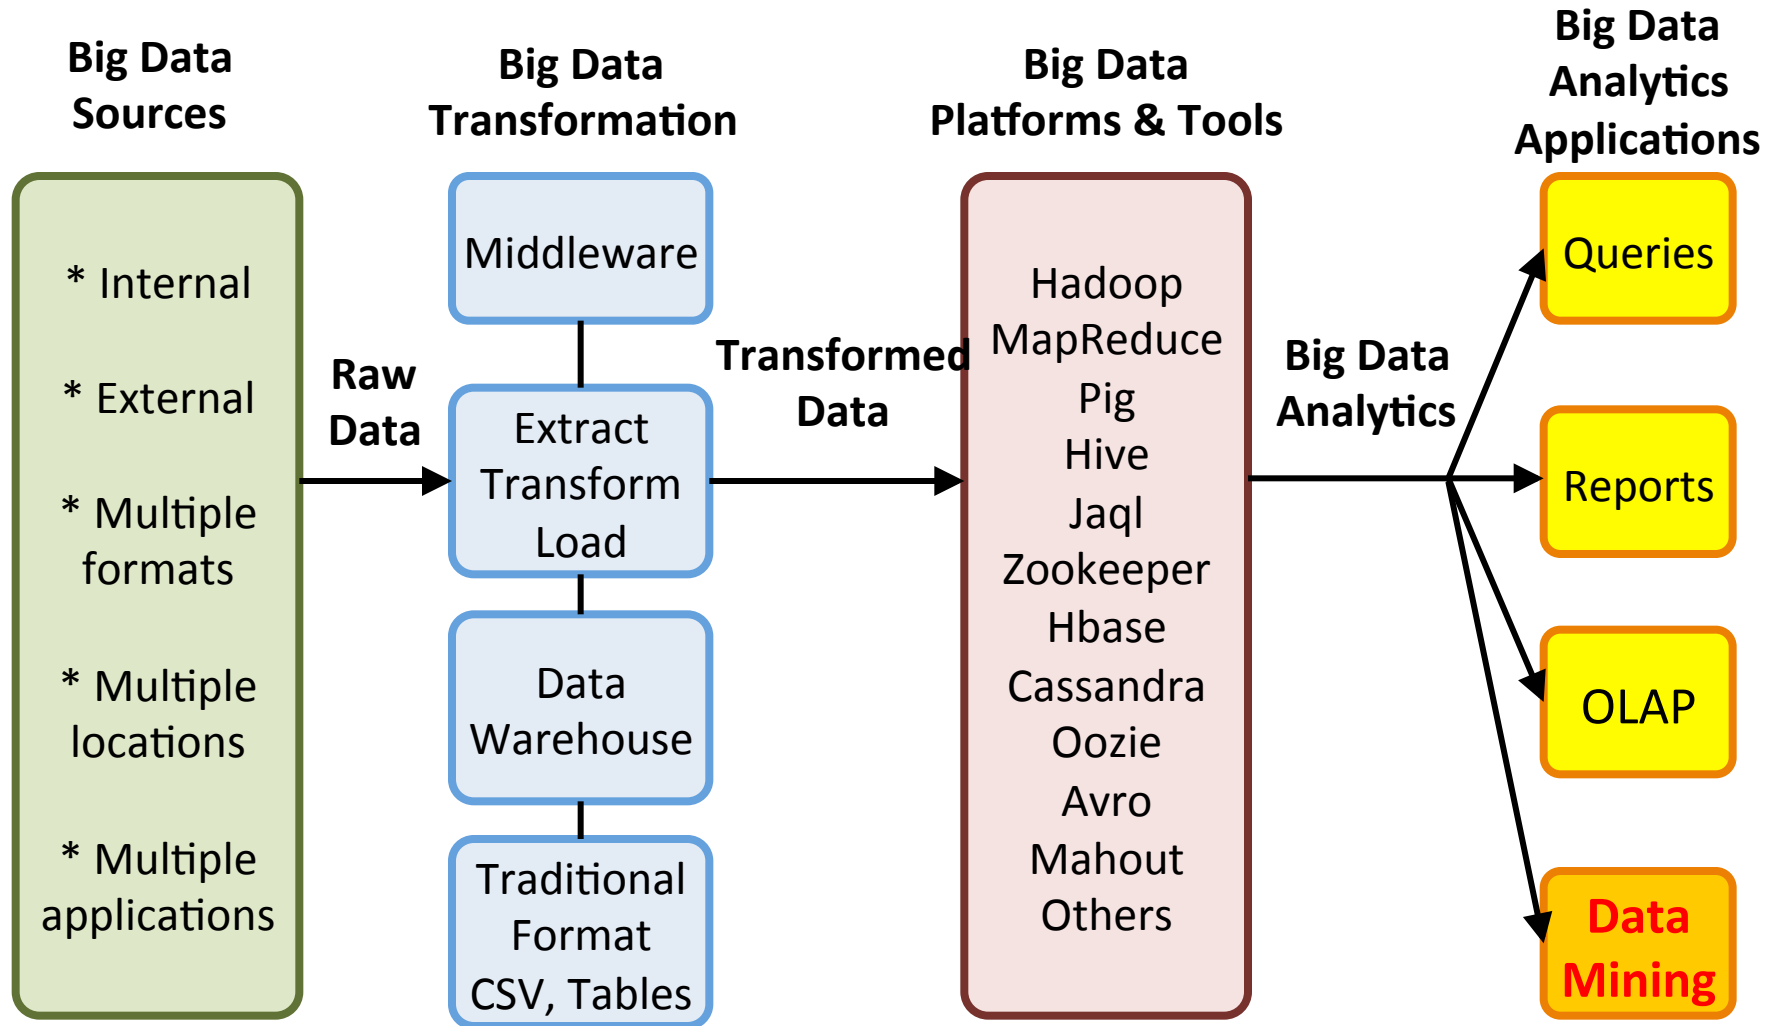 Big Data
Sources
* Internal
* External
* Multiple
formats
* Multiple
locations
* Multiple
applications
Raw
Data
Big Data
Transformation
Middleware
Extract
Transform
Load
Data
Warehouse
Traditional
Format
CSV, Tables
Transformed
Data
Big Data
Platforms & Tools
Hadoop
MapReduce
Pig
Hive
Jaql
Zookeeper
Hbase
Cassandra
Oozie
Avro
Mahout
Others
Big Data
Analytics
Big Data
Analytics
Applications
Queries
Reports
OLAP
Data
Mining